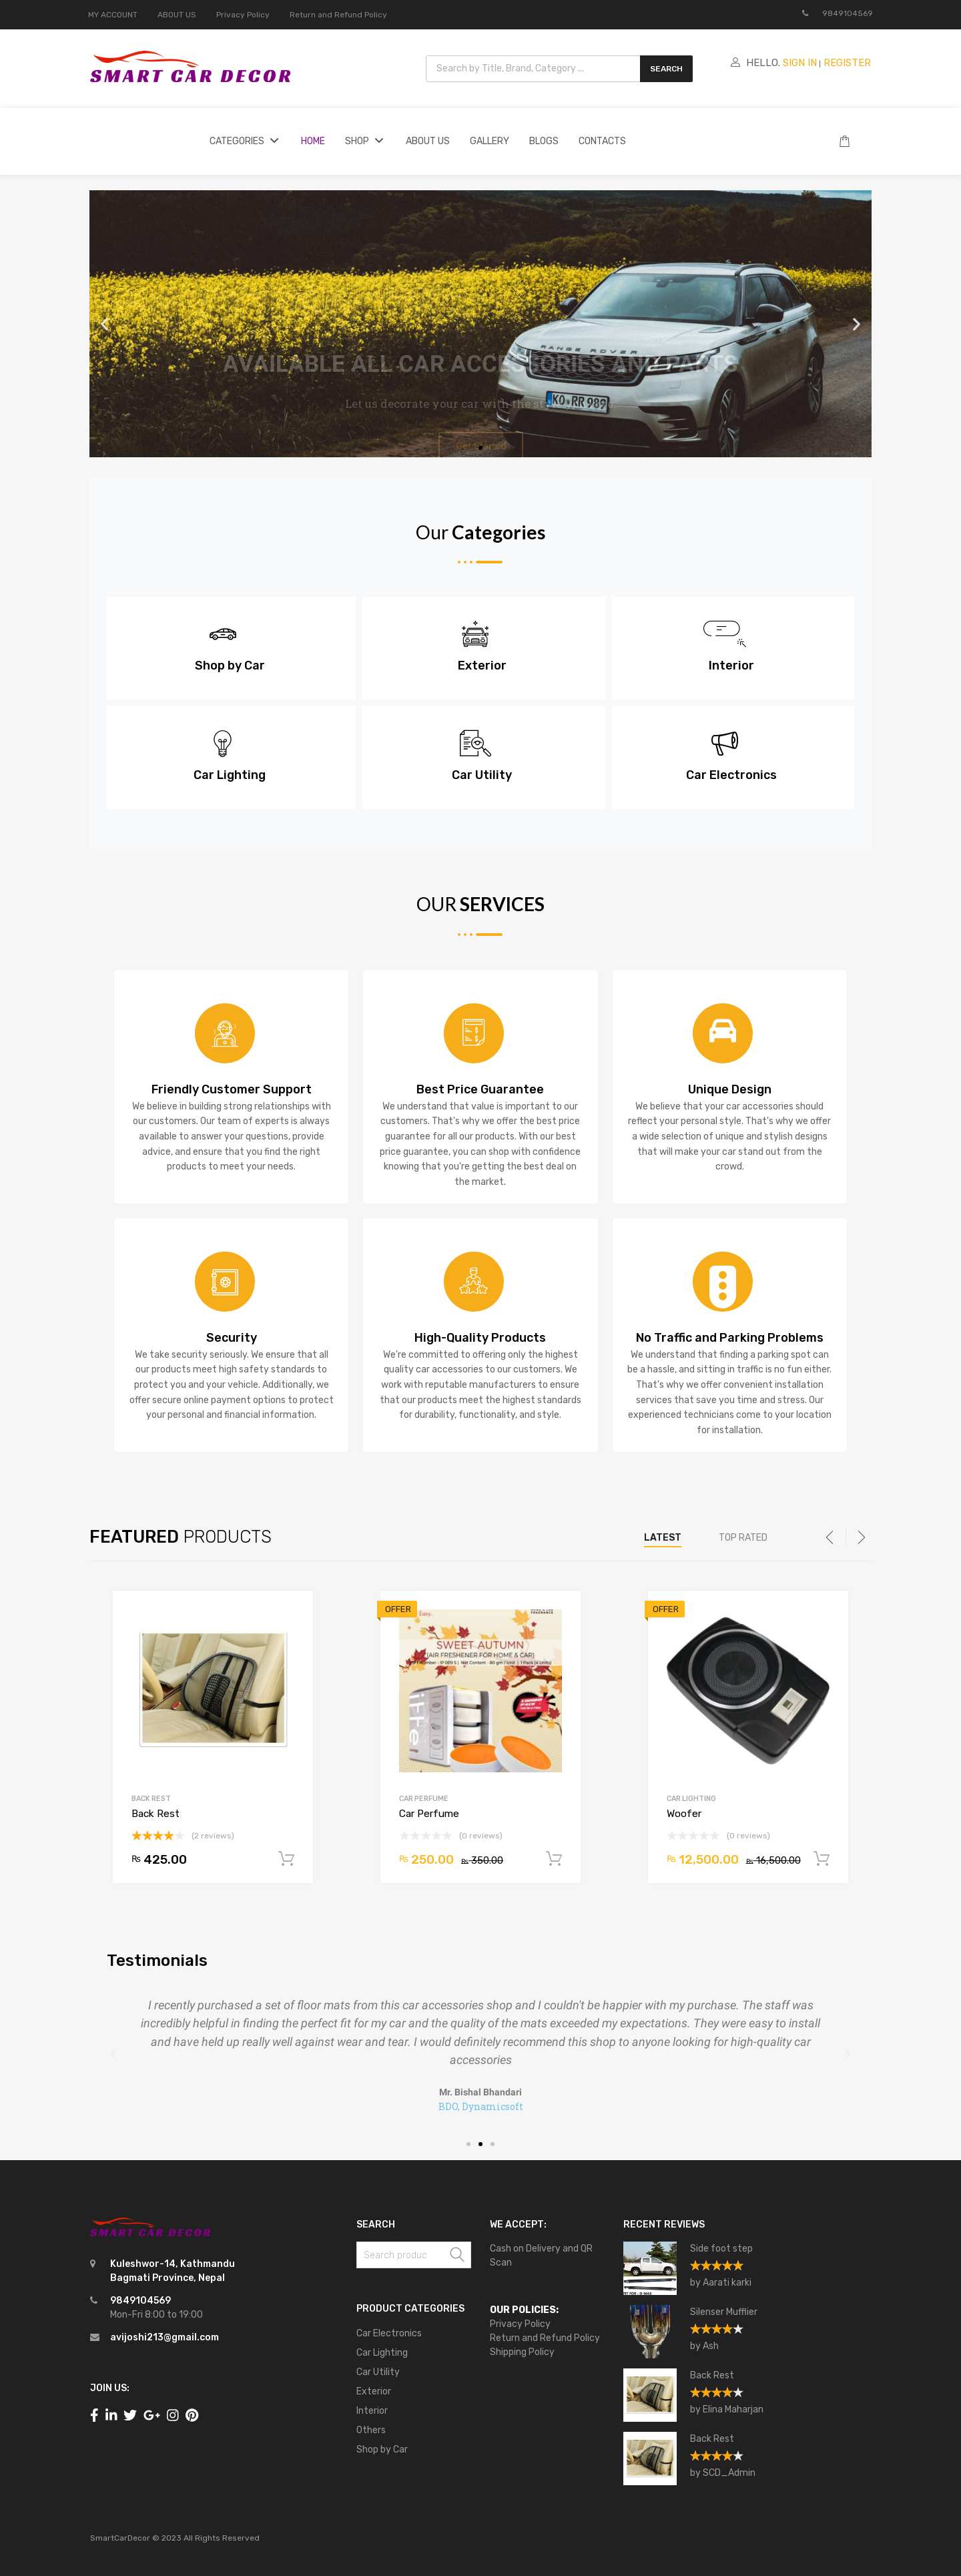 MY ACCOUNT ABOUT US Privacy Policy Return and Refund Policy 9849104569
SMART CAR DECOR
Search by Title, Brand, Category ...
SEARCH
HELLO. SIGN IN | REGISTER
CATEGORIES HOME SHOP ABOUT US GALLERY BLOGS CONTACTS
RANGE ROVER
KO RR 989
AVAILABLE ALL CAR ACCESSORIES AND PARTS
Let us decorate your car with the
Our Categories
Shop by Car
Exterior
Interior
Car Lighting
Car Utility
Car Electronics
OUR SERVICES
Friendly Customer Support
We believe in building strong relationships with
our customers. Our team of experts is always
available to answer your questions, provide
advice, and ensure that you find the right
products to meet your needs.
Best Price Guarantee
We understand that value is important to our
customers. That's why we offer the best price
guarantee for all our products. With our best
price guarantee, you can shop with confidence
knowing that you're getting the best deal on
the market.
Unique Design
We believe that your car accessories should
reflect your personal style. That's why we offer
a wide selection of unique and stylish designs
that will make your car stand out from the
crowd.
Security
We take security seriously. We ensure that all
our products meet high safety standards to
protect you and your vehicle. Additionally, we
offer secure online payment options to protect
your personal and financial information.
High-Quality Products
We're committed to offering only the highest
quality car accessories to our customers. We
work with reputable manufacturers to ensure
that our products meet the highest standards
for durability, functionality, and style.
No Traffic and Parking Problems
We understand that finding a parking spot can
be a hassle, and sitting in traffic is no fun either.
That's why we offer convenient installation
services that save you time and stress. Our
experienced technicians come to your location
for installation.
FEATURED PRODUCTS
LATEST TOP RATED
BACK REST
Back Rest
(2 reviews)
₨ 425.00
OFFER
SWEET AUTUMN
(AIR FRESHENER FOR HOME & CAR)
CAR PERFUME
Car Perfume
(0 reviews)
₨ 250.00 ₨ 350.00
OFFER
CAR LIGHTING
Woofer
(0 reviews)
₨ 12,500.00 ₨ 16,500.00
Testimonials
I recently purchased a set of floor mats from this car accessories shop and I couldn't be happier with my purchase. The staff was
incredibly helpful in finding the perfect fit for my car and the quality of the mats exceeded my expectations. They were easy to install
and have held up really well against wear and tear. I would definitely recommend this shop to anyone looking for high-quality car
accessories
Mr. Bishal Bhandari
BDO, Dynamicsoft
SMART CAR DECOR
Kuleshwor-14, Kathmandu
Bagmati Province, Nepal
9849104569
Mon-Fri 8:00 to 19:00
avijoshi213@gmail.com
JOIN US:
SEARCH
Search produc
PRODUCT CATEGORIES
Car Electronics
Car Lighting
Car Utility
Exterior
Interior
Others
Shop by Car
WE ACCEPT:
Cash on Delivery and QR
Scan
OUR POLICIES:
Privacy Policy
Return and Refund Policy
Shipping Policy
RECENT REVIEWS
Side foot step
by Aarati karki
Silenser Mufflier
by Ash
Back Rest
by Elina Maharjan
Back Rest
by SCD_Admin
SmartCarDecor © 2023 All Rights Reserved